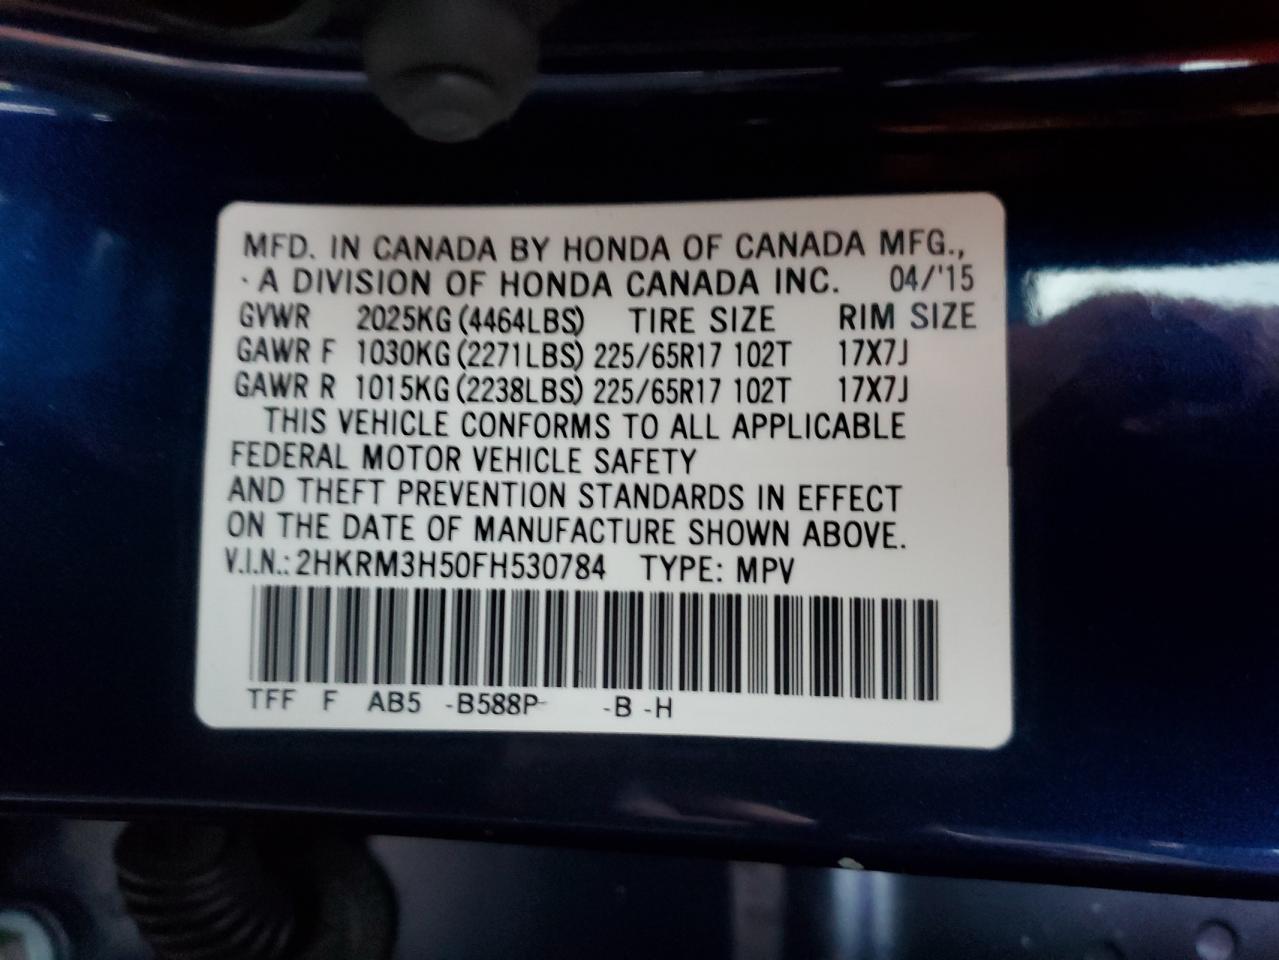 MFD. IN CANADA BY HONDA OF CANADA MFG.,
A DIVISION OF HONDA CANADA INC. 04/'15
GVWR 2025KG (4464LBS) TIRE SIZE RIM SIZE
GAWR F 1030KG (2271LBS) 225/65R17 102T 17X7J
GAWR R 1015KG (2238LBS) 225/65R17 102T 17X7J
THIS VEHICLE CONFORMS TO ALL APPLICABLE
FEDERAL MOTOR VEHICLE SAFETY
AND THEFT PREVENTION STANDARDS IN EFFECT
ON THE DATE OF MANUFACTURE SHOWN ABOVE.
V.I.N.: 2HKRM3H50FH530784 TYPE: MPV
TFF F AB5 -B588P- -B -H